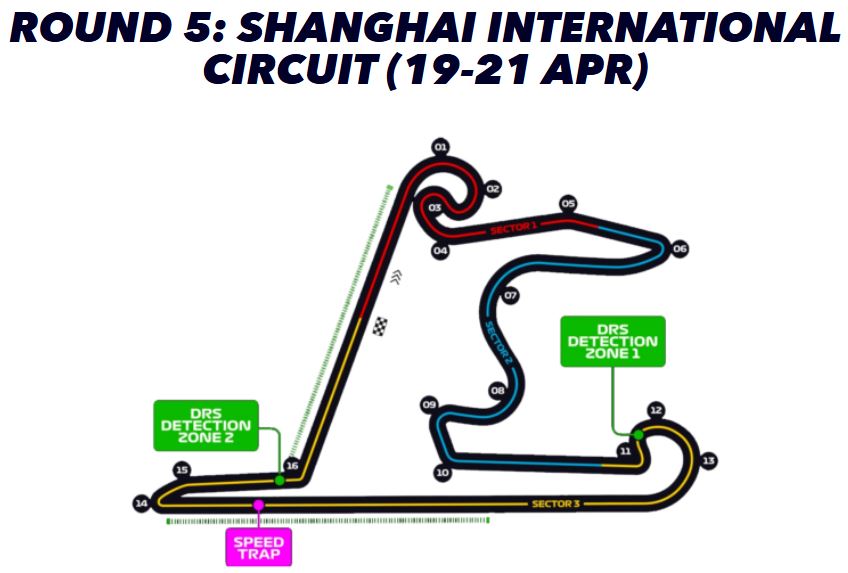 ROUND 5: SHANGHAI INTERNATIONAL
CIRCUIT (19-21 APR)
01
02
03
04
SECTOR 1
05
06
07
SECTOR 2
DRS
DETECTION
ZONE 1
08
09
10
11
12
13
DRS
DETECTION
ZONE 2
16
15
14
SECTOR 3
SPEED
TRAP